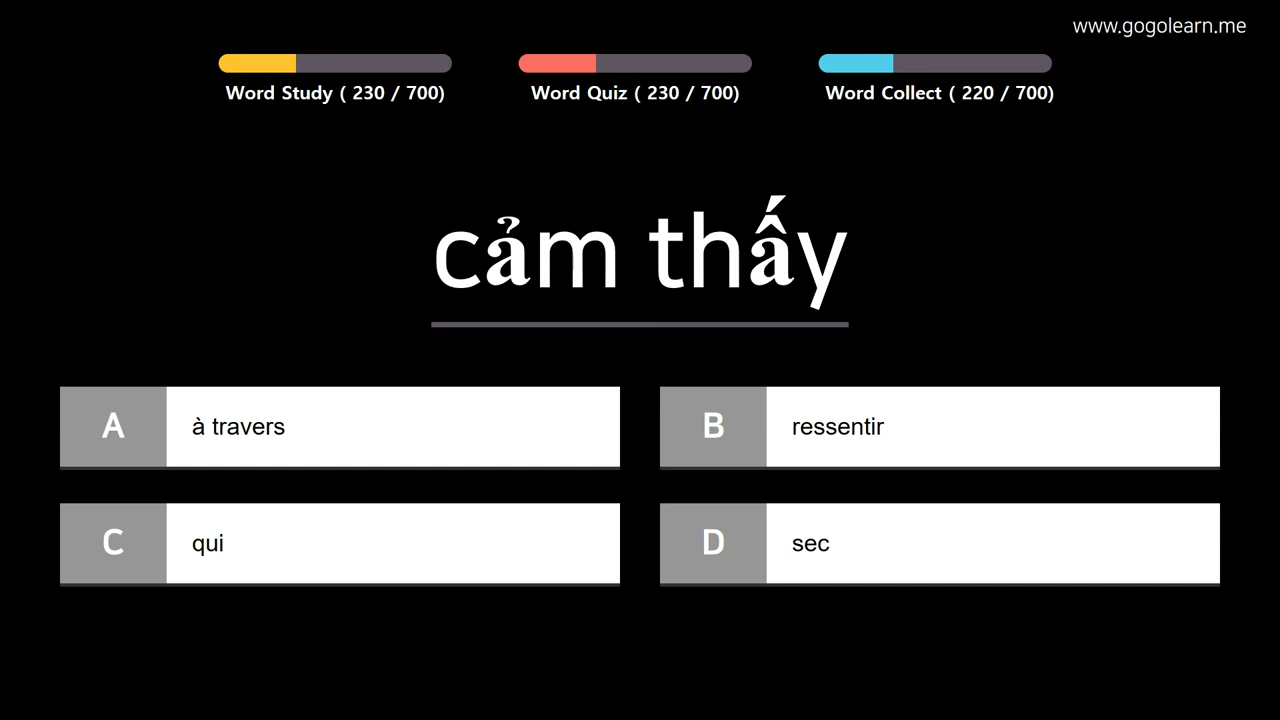 www.gogolearn.me
Word Study ( 230 / 700)
Word Quiz ( 230 / 700)
Word Collect ( 220 / 700)
cảm thấy
A
à travers
B
ressentir
C
qui
D
sec